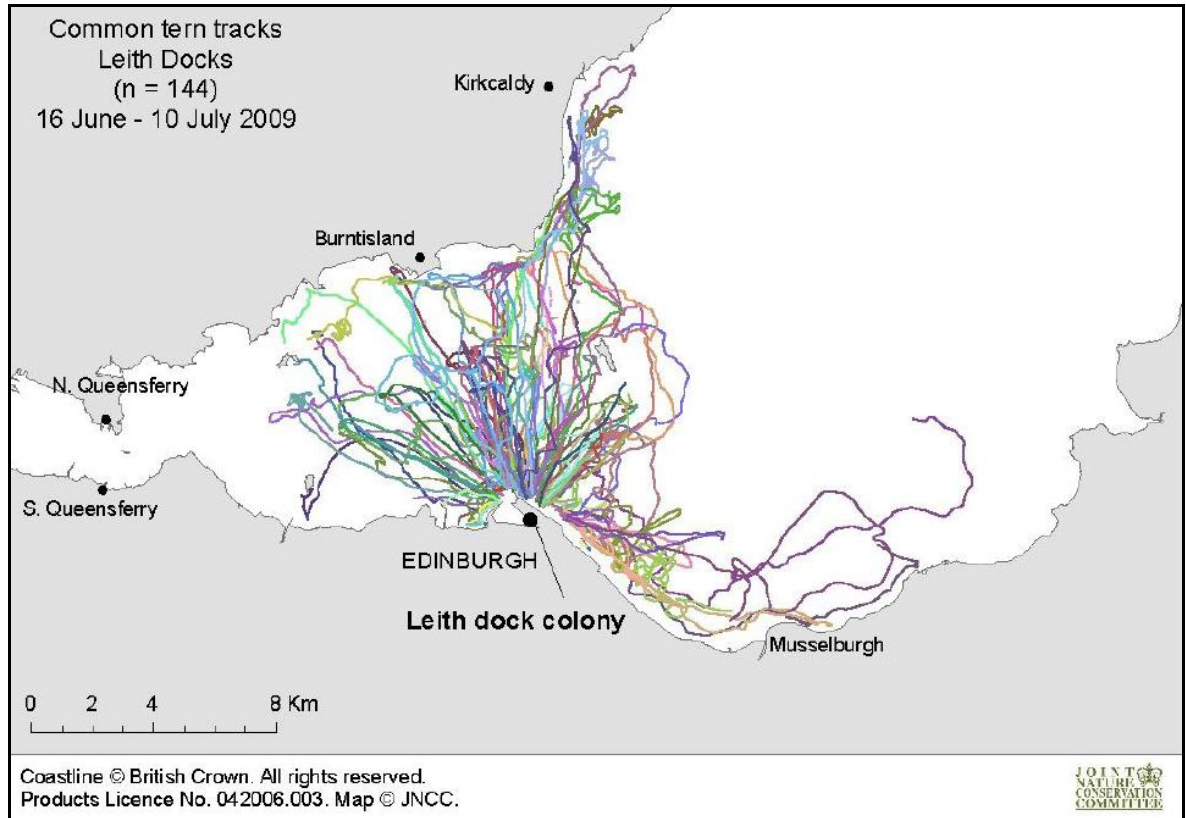 Common tern tracks
Leith Docks
(n = 144)
16 June - 10 July 2009
Kirkcaldy
Burntisland
N. Queensferry
S. Queensferry
EDINBURGH
Leith dock colony
Musselburgh
0 2 4 8 Km
Coastline © British Crown. All rights reserved.
Products Licence No. 042006.003. Map © JNCC.
JOINT
NATURE
CONSERVATION
COMMITTEE